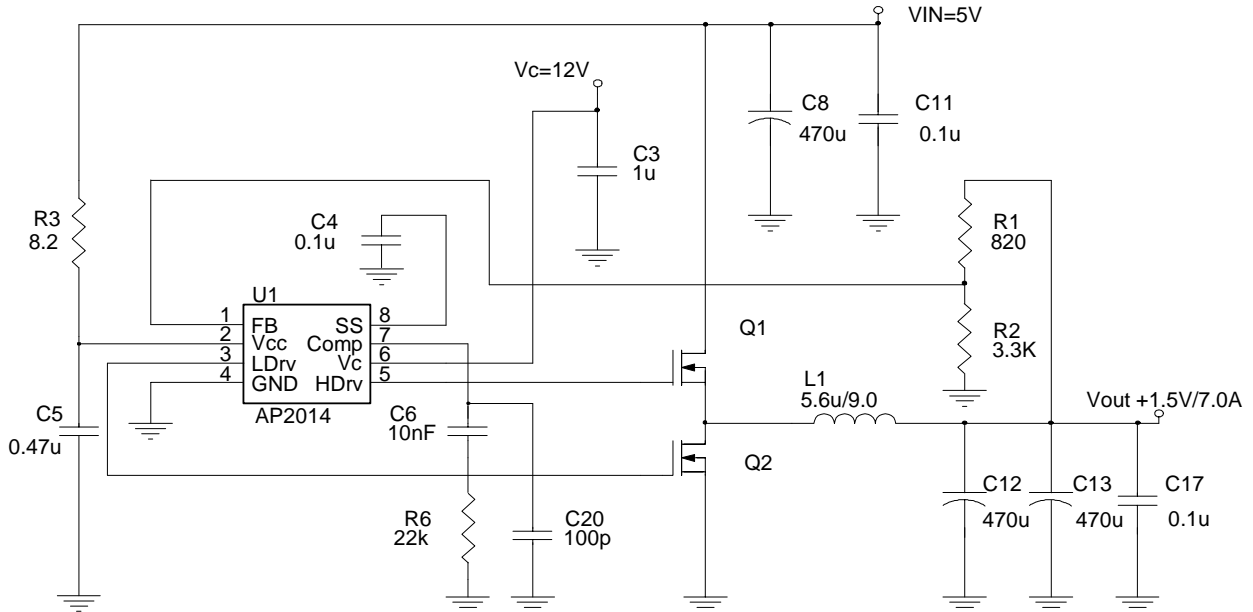 VIN=5V
Vc=12V
C8
470u
C11
0.1u
C3
1u
R3
8.2
C4
0.1u
R1
820
U1
1 FB SS 8
2 Vcc Comp 7
3 LDrv Vc 6
4 GND HDrv 5
AP2014
Q1
R2
3.3K
L1
5.6u/9.0
Vout +1.5V/7.0A
C5
0.47u
C6
10nF
Q2
C12
470u
C13
470u
C17
0.1u
R6
22k
C20
100p